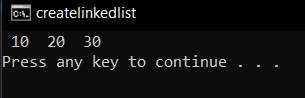 createlinkedlist
10 20 30
Press any key to continue . . .